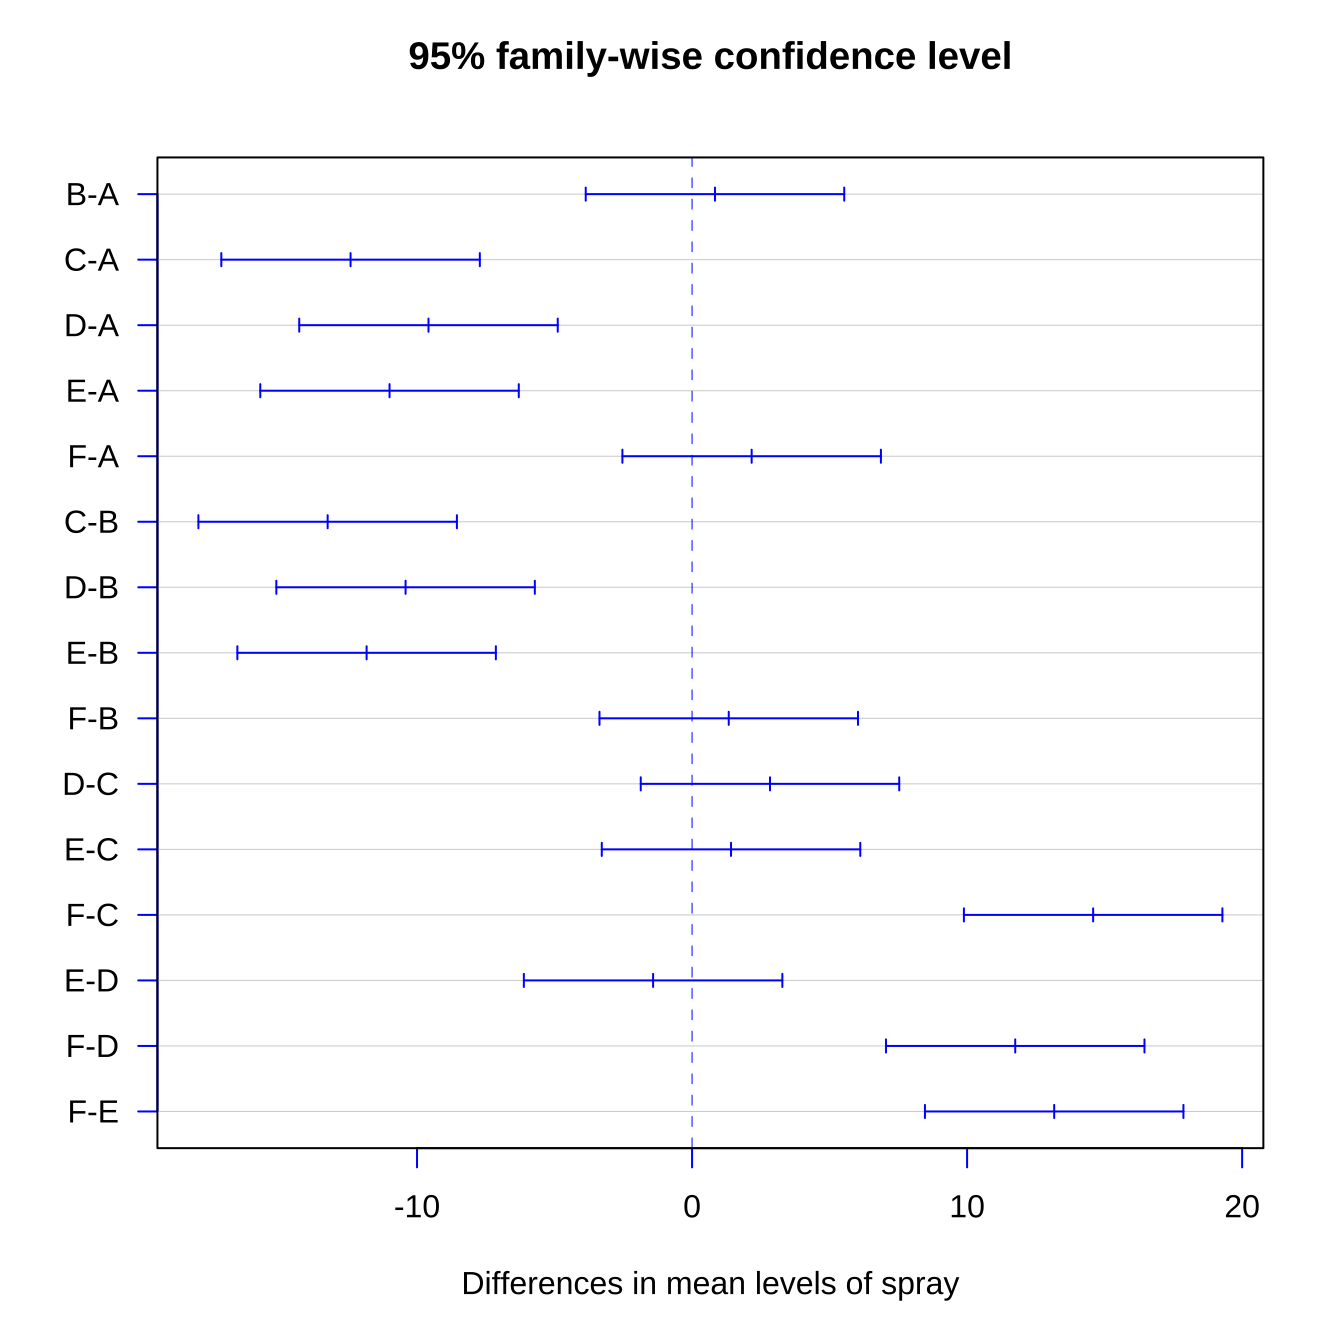 95% family-wise confidence level
B-A
C-A
D-A
E-A
F-A
C-B
D-B
E-B
F-B
D-C
E-C
F-C
E-D
F-D
F-E
-10 0 10 20
Differences in mean levels of spray